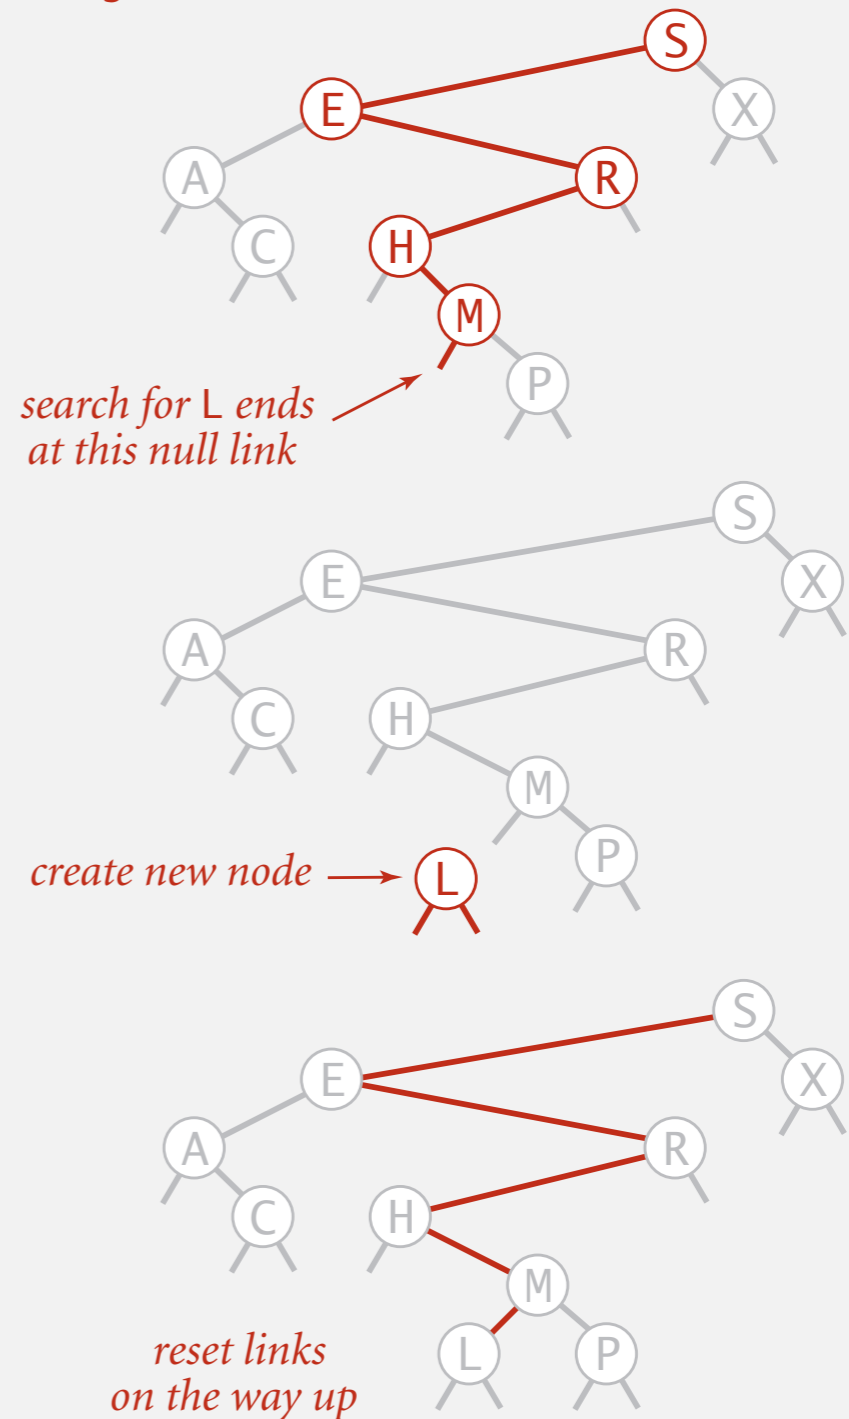 S
E
X
A
R
C
H
M
P
search for L ends
at this null link
S
E
X
A
R
C
H
M
P
create new node
L
S
E
X
A
R
C
H
M
L
P
reset links
on the way up